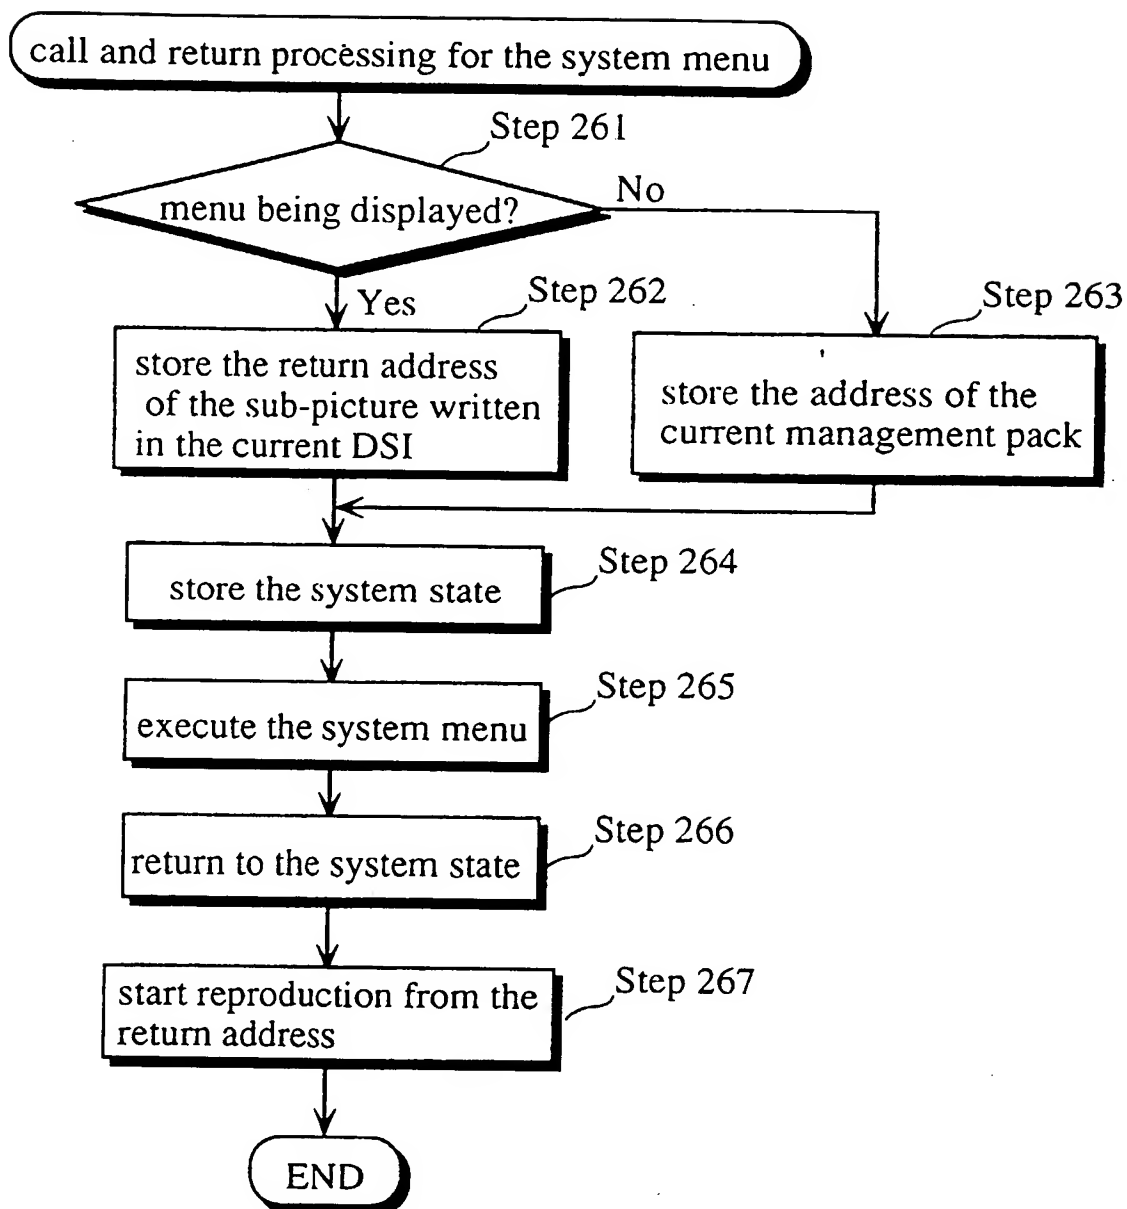 call and return processing for the system menu
Step 261
menu being displayed?
No
Yes
Step 262
Step 263
store the return address
of the sub-picture written
in the current DSI
store the address of the
current management pack
Step 264
store the system state
Step 265
execute the system menu
Step 266
return to the system state
Step 267
start reproduction from the
return address
END